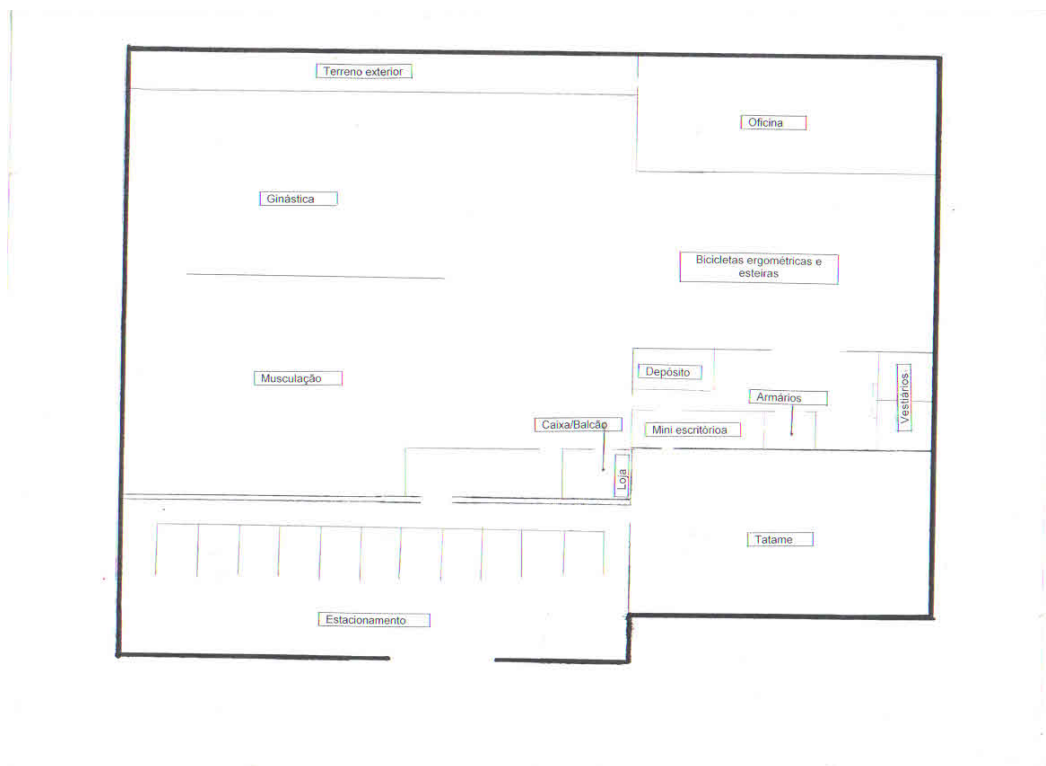 Terreno exterior
Oficina
Ginástica
Bicicletas ergométricas e
esteiras
Depósito
Musculação
Armários
Vestiários
Caixa/Balcão
Mini escritórioa
Loja
Tatame
Estacionamento